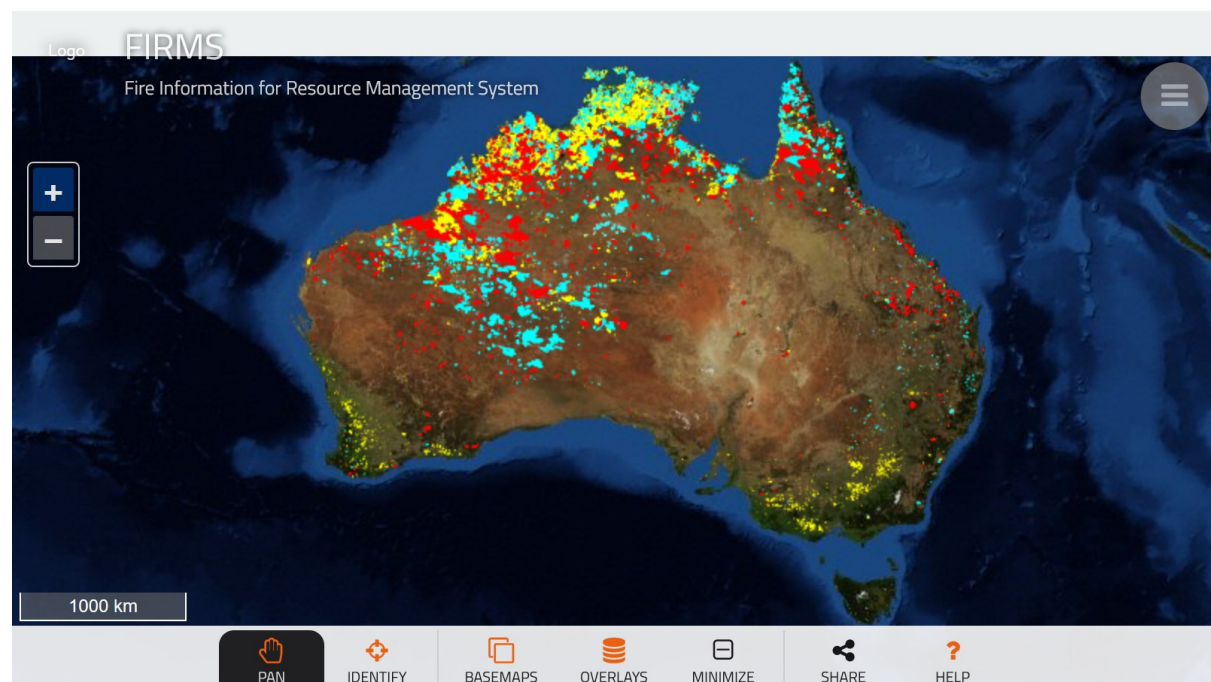 Logo
FIRMS
Fire Information for Resource Management System
+
−
1000 km
PAN
IDENTIFY
BASEMAPS
OVERLAYS
MINIMIZE
SHARE
?
HELP